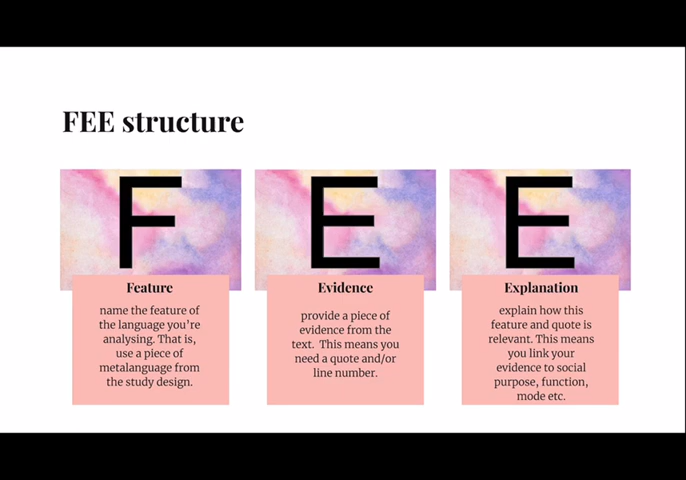 FEE structure
F
E
E
Feature
name the feature of
the language you're
analysing. That is,
use a piece of
metalanguage from
the study design.
Evidence
provide a piece of
evidence from the
text. This means you
need a quote and/or
line number.
Explanation
explain how this
feature and quote is
relevant. This means
you link your
evidence to social
purpose, function,
mode etc.